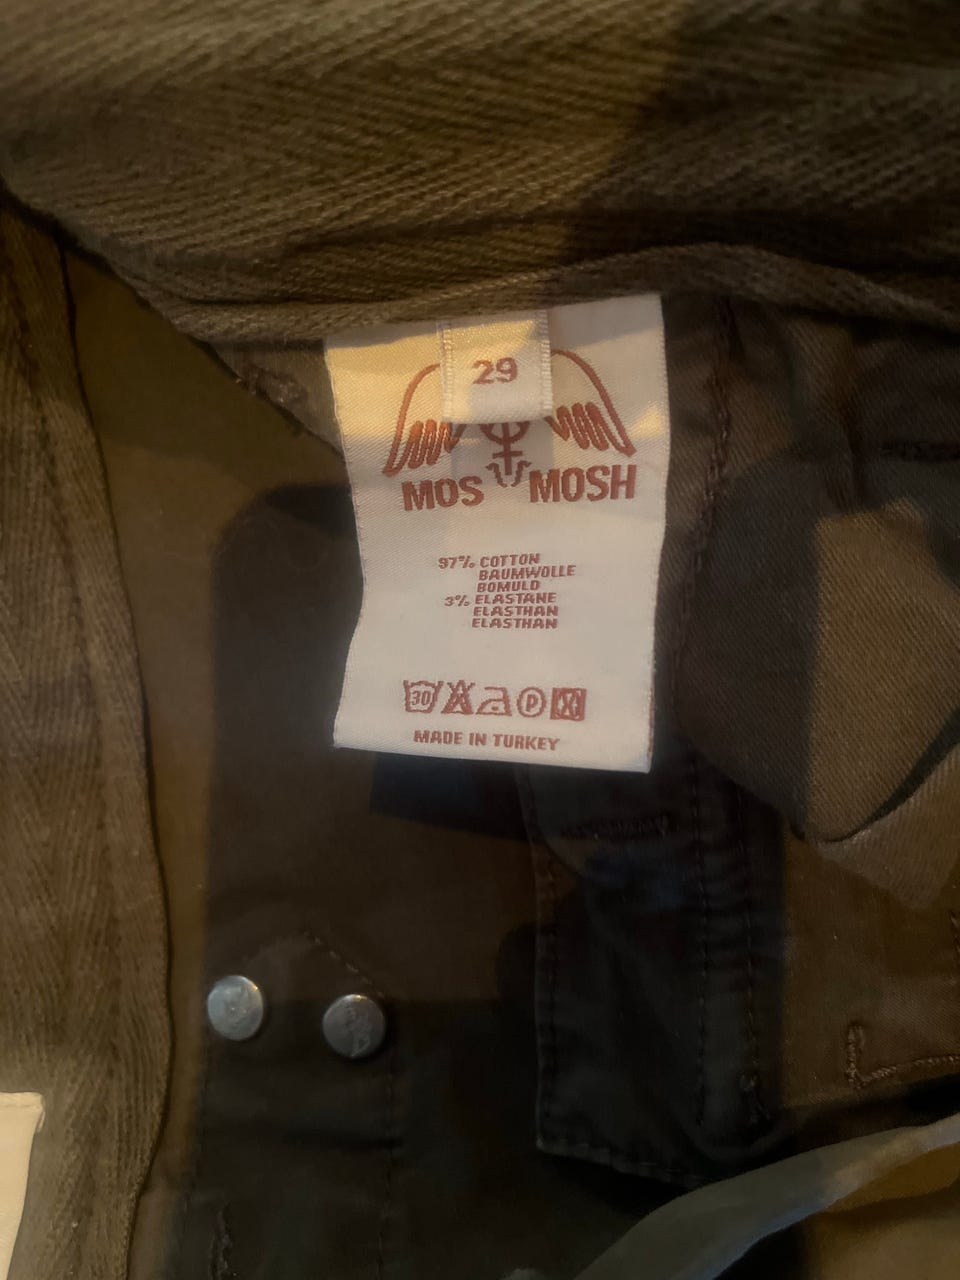 29
MOS MOSH
97% COTTON
BAUMWOLLE
BOMULD
3% ELASTANE
ELASTHAN
ELASTHAN
30 P
MADE IN TURKEY